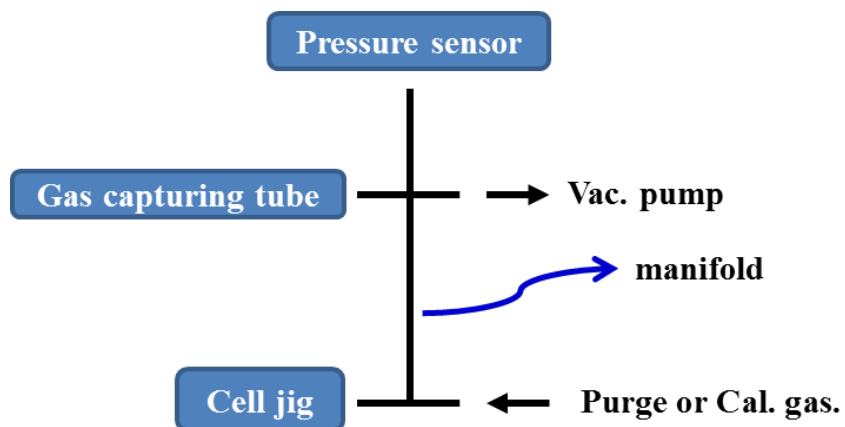 Pressure sensor
Gas capturing tube
Vac. pump
manifold
Cell jig
Purge or Cal. gas.